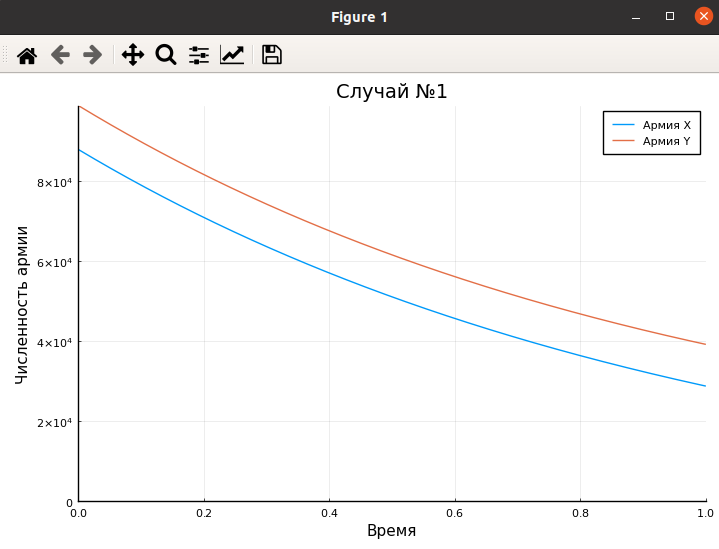 Figure 1
Случай №1
Армия X
Армия Y
Численность армии
8×10⁴
6×10⁴
4×10⁴
2×10⁴
0
0.0 0.2 0.4 0.6 0.8 1.0
Время